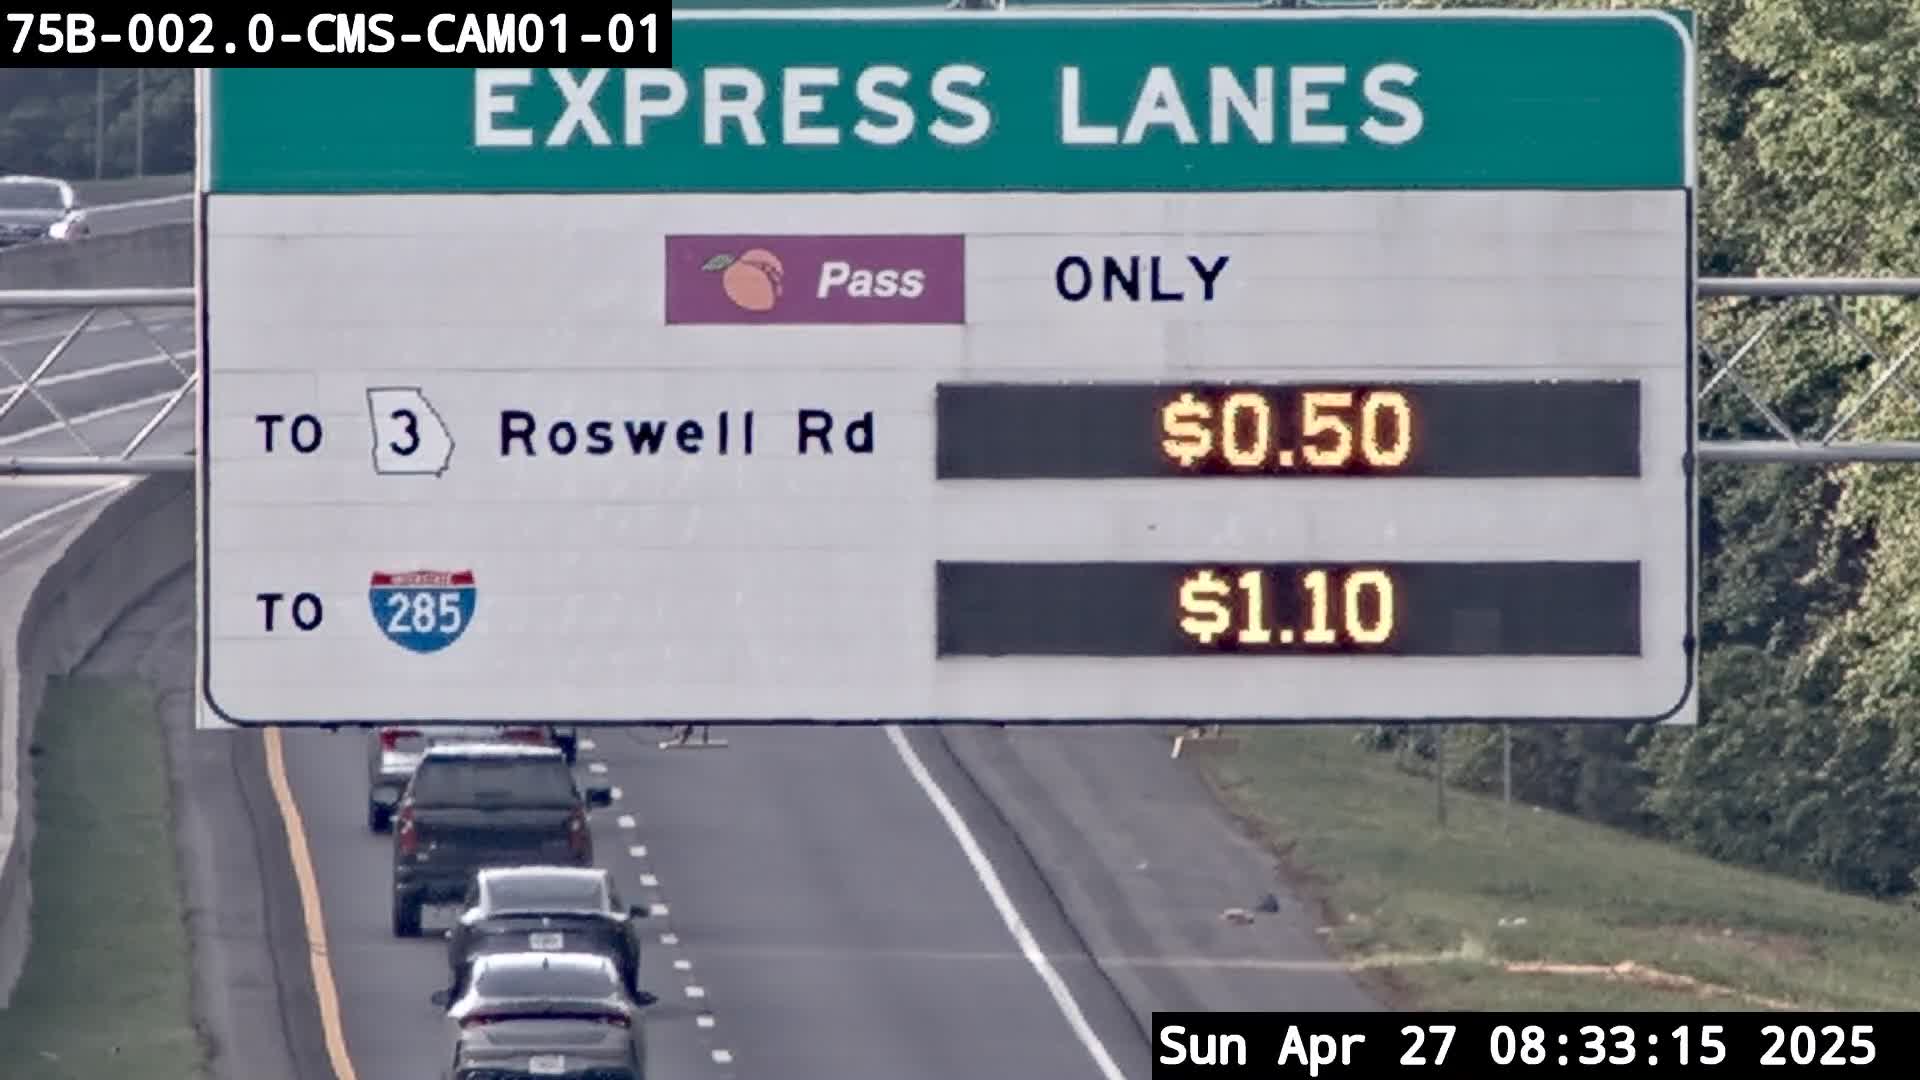 75B-002.0-CMS-CAM01-01
EXPRESS LANES
Pass ONLY
TO 3 Roswell Rd $0.50
TO INTERSTATE 285 $1.10
Sun Apr 27 08:33:15 2025